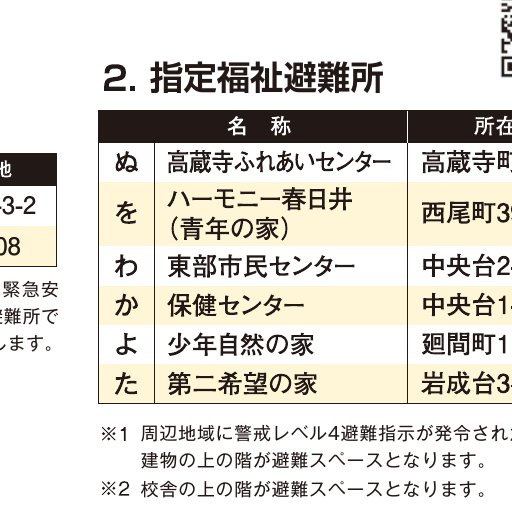 地
-3-2
08
緊急安
避難所で
します。
2. 指定福祉避難所
名 称 所在
ぬ 高蔵寺ふれあいセンター 高蔵寺町
を ハーモニー春日井
(青年の家) 西尾町39
わ 東部市民センター 中央台2-
か 保健センター 中央台1-
よ 少年自然の家 廻間町1
た 第二希望の家 岩成台3-
※1 周辺地域に警戒レベル4避難指示が発令され
建物の上の階が避難スペースとなります。
※2 校舎の上の階が避難スペースとなります。